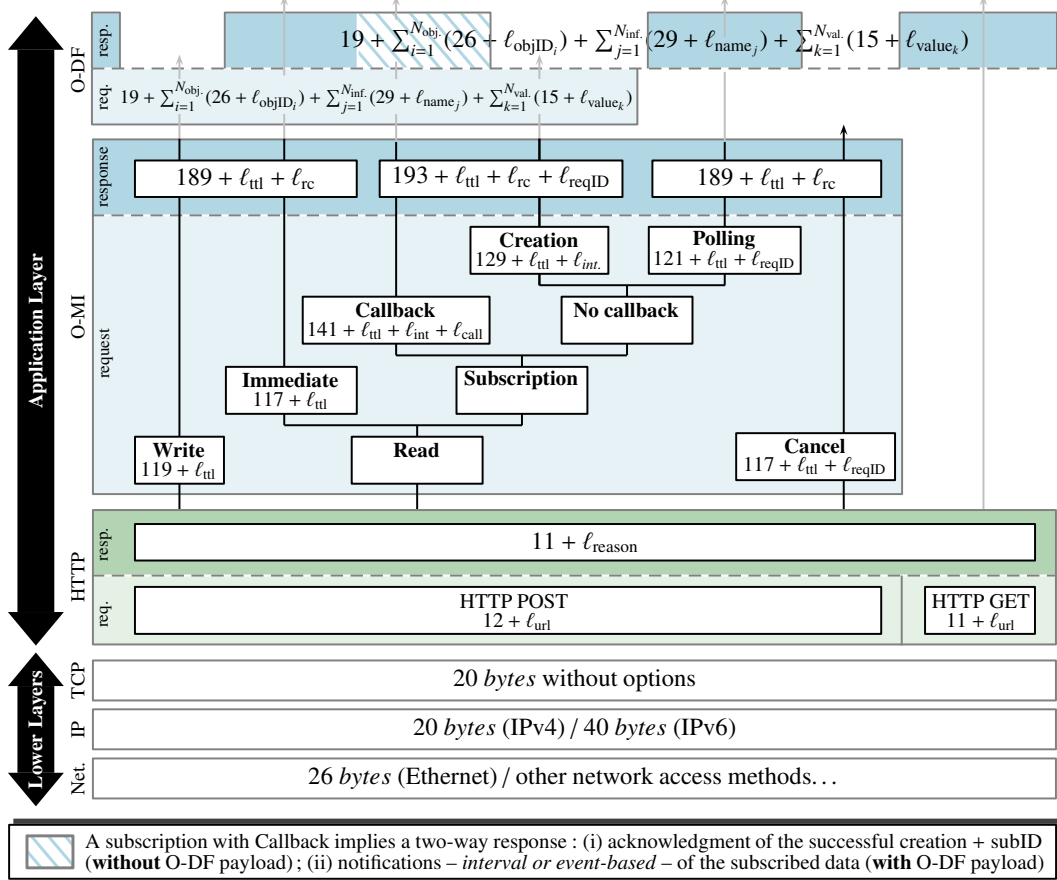 resp.
19 + ∑_{i=1}^{N_obj.}(26 + ℓ_objID_i) + ∑_{j=1}^{N_inf.}(29 + ℓ_name_j) + ∑_{k=1}^{N_val.}(15 + ℓ_value_k)
O-DF
req.
19 + ∑_{i=1}^{N_obj.}(26 + ℓ_objID_i) + ∑_{j=1}^{N_inf.}(29 + ℓ_name_j) + ∑_{k=1}^{N_val.}(15 + ℓ_value_k)
Application Layer
O-MI
response
189 + ℓ_ttl + ℓ_rc
193 + ℓ_ttl + ℓ_rc + ℓ_reqID
189 + ℓ_ttl + ℓ_rc
request
Creation
129 + ℓ_ttl + ℓ_int.
Polling
121 + ℓ_ttl + ℓ_reqID
Callback
141 + ℓ_ttl + ℓ_int + ℓ_call
No callback
Immediate
117 + ℓ_ttl
Subscription
Write
119 + ℓ_ttl
Read
Cancel
117 + ℓ_ttl + ℓ_reqID
HTTP
resp.
11 + ℓ_reason
req.
HTTP POST
12 + ℓ_url
HTTP GET
11 + ℓ_url
Lower Layers
TCP
20 bytes without options
IP
20 bytes (IPv4) / 40 bytes (IPv6)
Net.
26 bytes (Ethernet) / other network access methods…
A subscription with Callback implies a two-way response : (i) acknowledgment of the successful creation + subID
(without O-DF payload) ; (ii) notifications – interval or event-based – of the subscribed data (with O-DF payload)